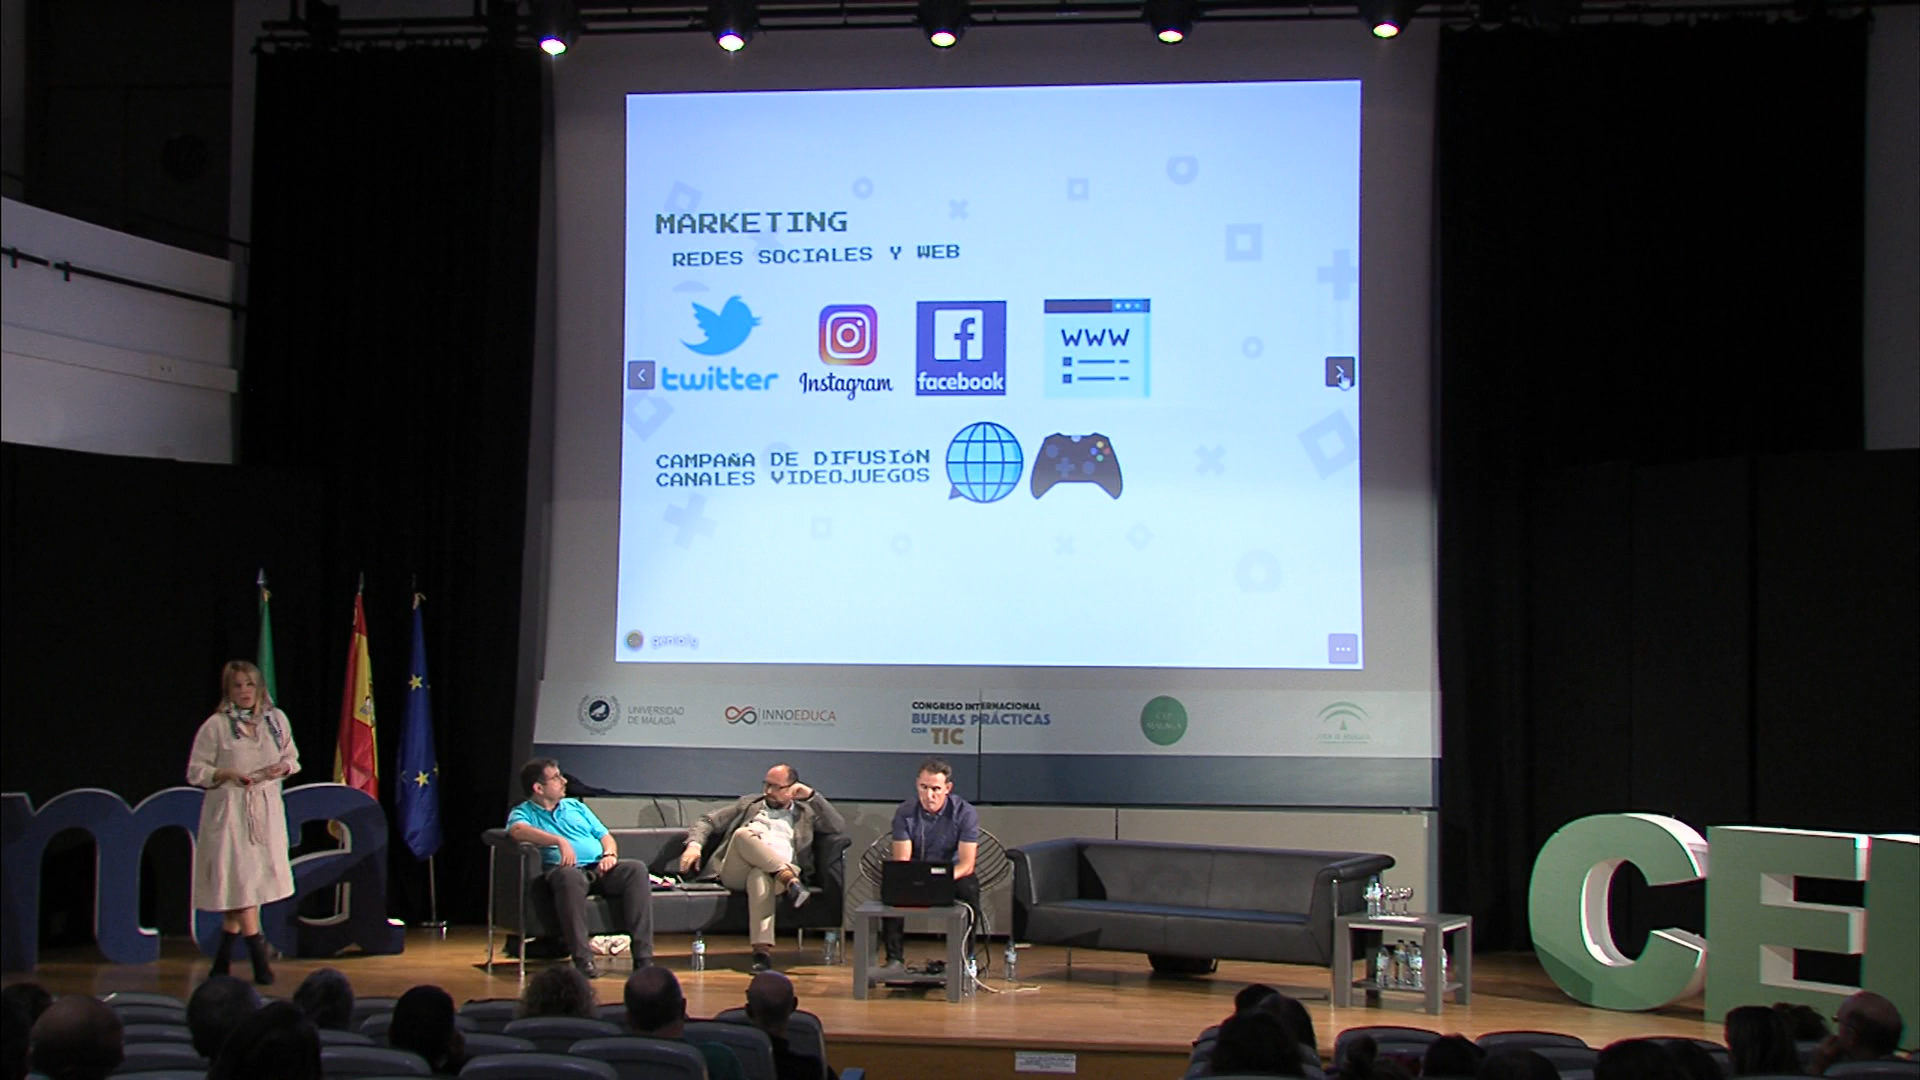 MARKETING
REDES SOCIALES Y WEB
twitter
Instagram
facebook
WWW
CAMPAÑA DE DIFUSIÓN
CANALES VIDEOJUEGOS
genially
UNIVERSIDAD
DE MÁLAGA
INNOEDUCA
CONGRESO INTERNACIONAL
BUENAS PRÁCTICAS
CON TIC
ma
CE